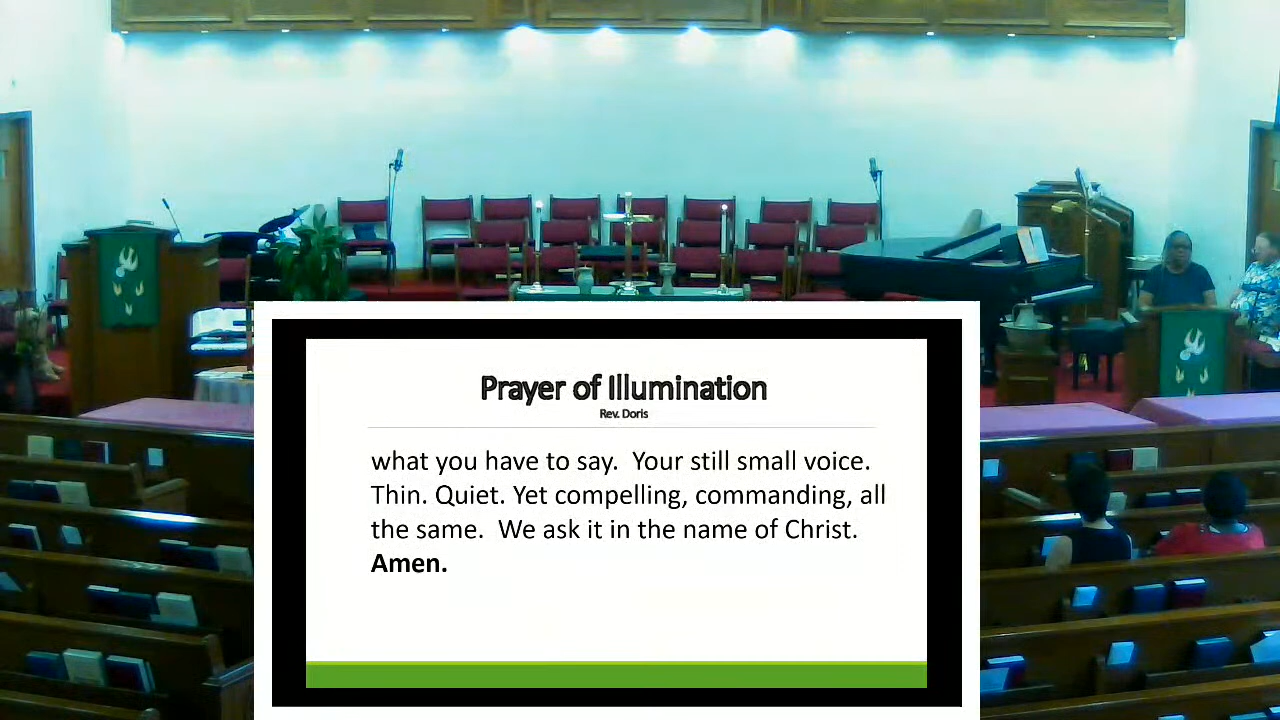 Prayer of Illumination
Rev. Doris
what you have to say.  Your still small voice.
Thin. Quiet. Yet compelling, commanding, all
the same.  We ask it in the name of Christ.
Amen.